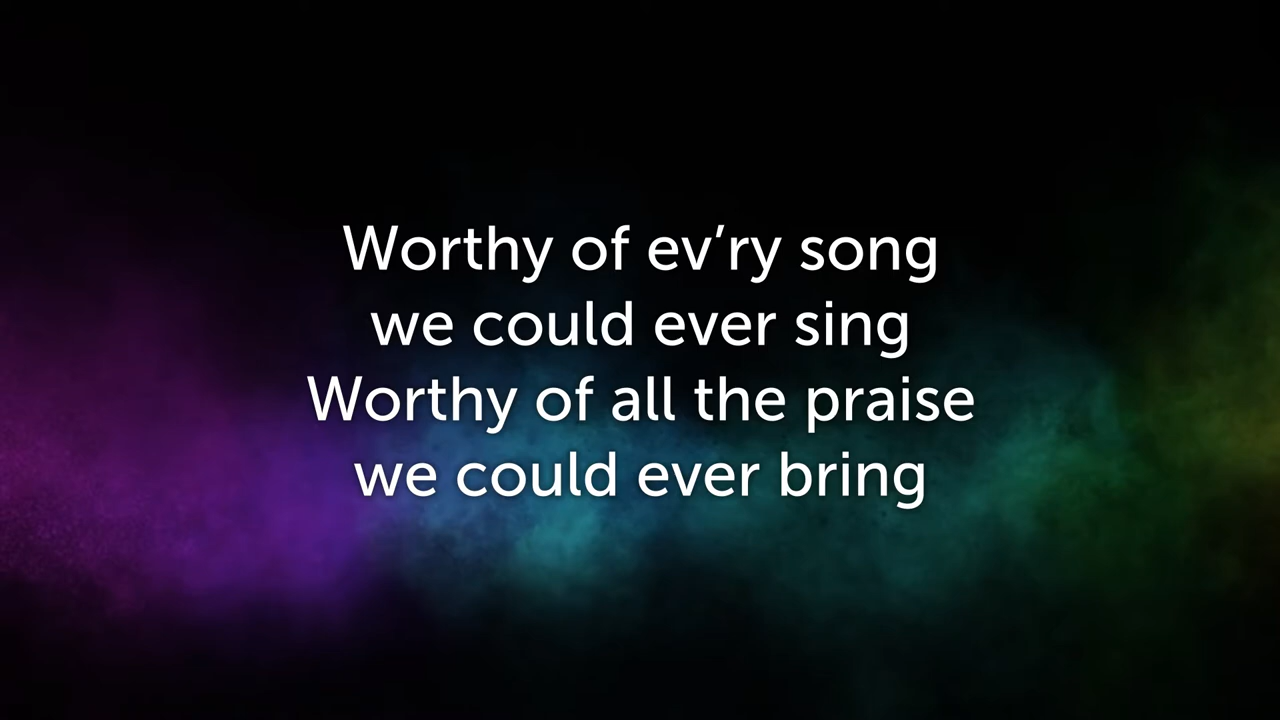 Worthy of ev’ry song
we could ever sing
Worthy of all the praise
we could ever bring